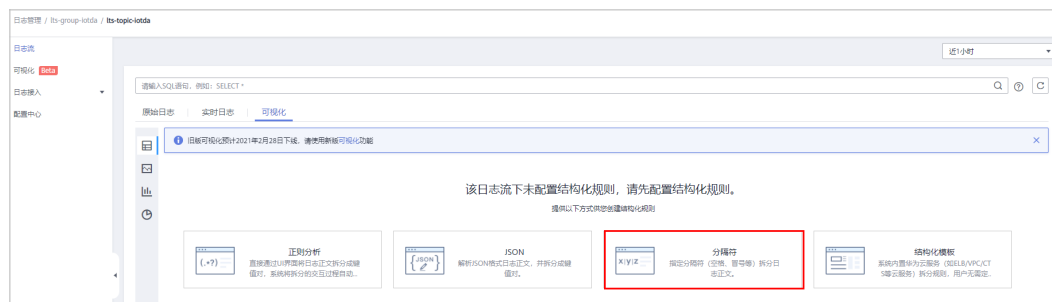 日志管理 / lts-group-iotda / lts-topic-iotda
日志流
近1小时
可视化 Beta
请输入SQL语句，例如：SELECT *
日志接入
配置中心
原始日志 实时日志 可视化
旧版可视化预计2021年2月28日下线，请使用新版可视化功能
该日志流下未配置结构化规则，请先配置结构化规则。
提供以下方式供您创建结构化规则
正则分析
(.*?)
直接通过UI界面将日志正文拆分成键
值对，系统将拆分的交互过程自动...
JSON
{JSON}
解析JSON格式日志正文，并拆分成键
值对。
分隔符
x|y|z
指定分隔符（空格、冒号等）拆分日
志正文。
结构化模板
系统内置华为云服务（如ELB/VPC/CT
S等云服务）拆分规则，用户无需定...